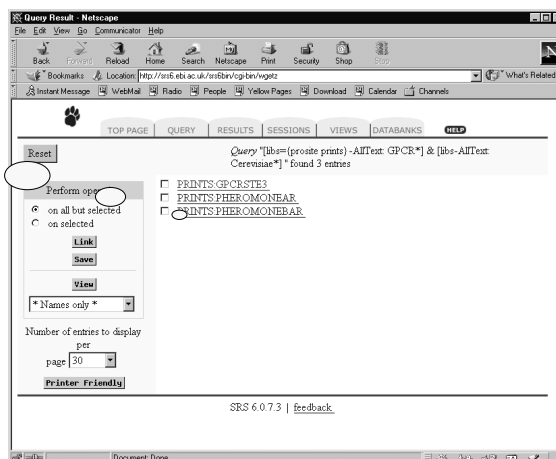 Query Result - Netscape
File Edit View Go Communicator Help
Back Forward Reload Home Search Netscape Print Security Shop Stop
Bookmarks Location: http://srs6.ebi.ac.uk/srs6bin/cgi-bin/wgetz What's Related
Instant Message WebMail Radio People Yellow Pages Download Calendar Channels
TOP PAGE QUERY RESULTS SESSIONS VIEWS DATABANKS HELP
Reset
Query "[libs={prosite prints} -AllText: GPCR*] & [libs-AllText:
Cerevisiae*] " found 3 entries
Perform
on all but selected
on selected
Link
Save
View
* Names only *
Number of entries to display
per
page 30
Printer Friendly
PRINTS:GPCRSTE3
PRINTS:PHEROMONEAR
PRINTS:PHEROMONEBAR
SRS 6.0.7.3 | feedback
Document: Done